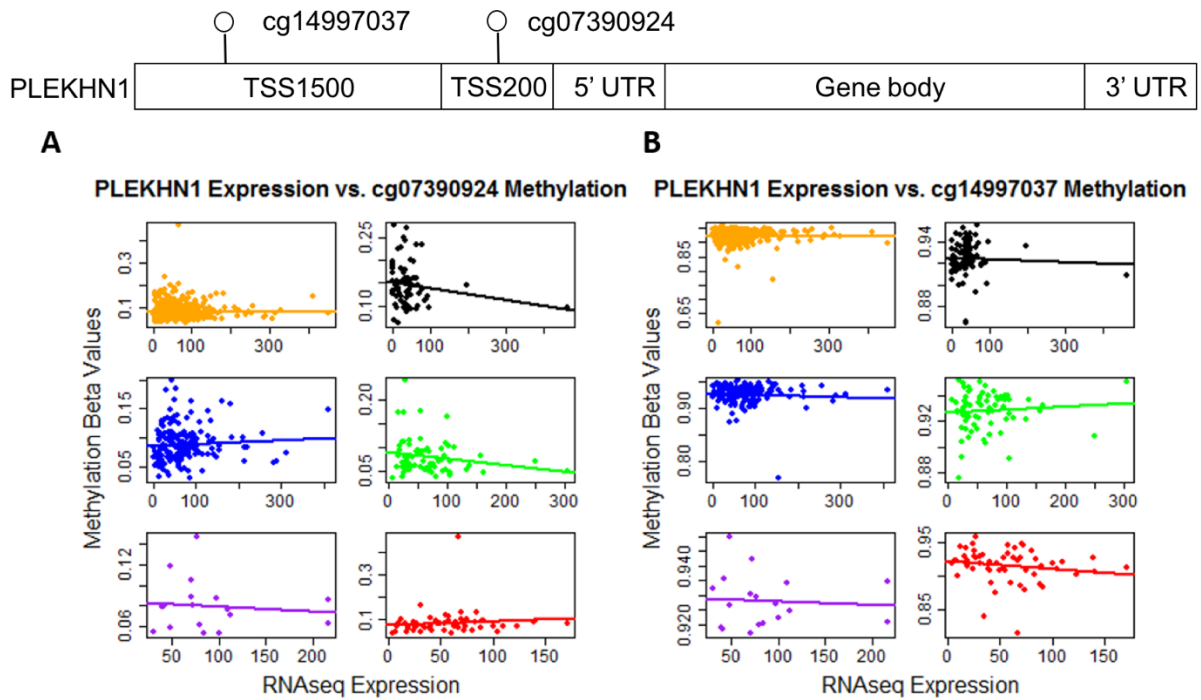 cg14997037
cg07390924
PLEKHN1
TSS1500
TSS200
5’ UTR
Gene body
3’ UTR
A
B
PLEKHN1 Expression vs. cg07390924 Methylation
PLEKHN1 Expression vs. cg14997037 Methylation
Methylation Beta Values
0.3
0.1
0 100 300
0.25
0.10
0 100 300
0.15
0.05
0 100 300
0.20
0.05
0 50 100 200 300
0.12
0.08
50 100 150 200
0.3
0.1
0 50 100 150
RNAseq Expression
Methylation Beta Values
0.85
0.65
0 100 300
0.94
0.88
0 100 300
0.90
0.80
0 100 300
0.92
0.88
0 50 100 200 300
0.940
0.920
50 100 150 200
0.95
0.85
0 50 100 150
RNAseq Expression